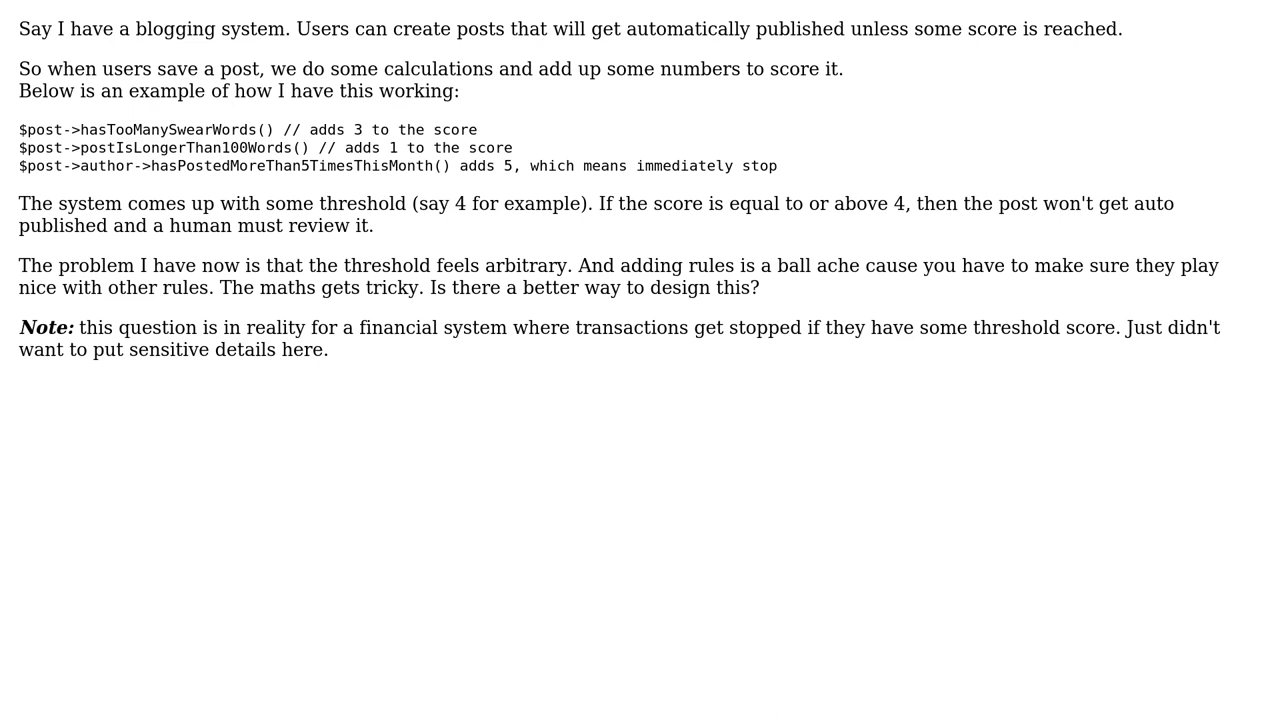 Say I have a blogging system. Users can create posts that will get automatically published unless some score is reached.
So when users save a post, we do some calculations and add up some numbers to score it.
Below is an example of how I have this working:
$post->hasTooManySwearWords() // adds 3 to the score
$post->postIsLongerThan100Words() // adds 1 to the score
$post->author->hasPostedMoreThan5TimesThisMonth() adds 5, which means immediately stop
The system comes up with some threshold (say 4 for example). If the score is equal to or above 4, then the post won't get auto
published and a human must review it.
The problem I have now is that the threshold feels arbitrary. And adding rules is a ball ache cause you have to make sure they play
nice with other rules. The maths gets tricky. Is there a better way to design this?
Note: this question is in reality for a financial system where transactions get stopped if they have some threshold score. Just didn't
want to put sensitive details here.